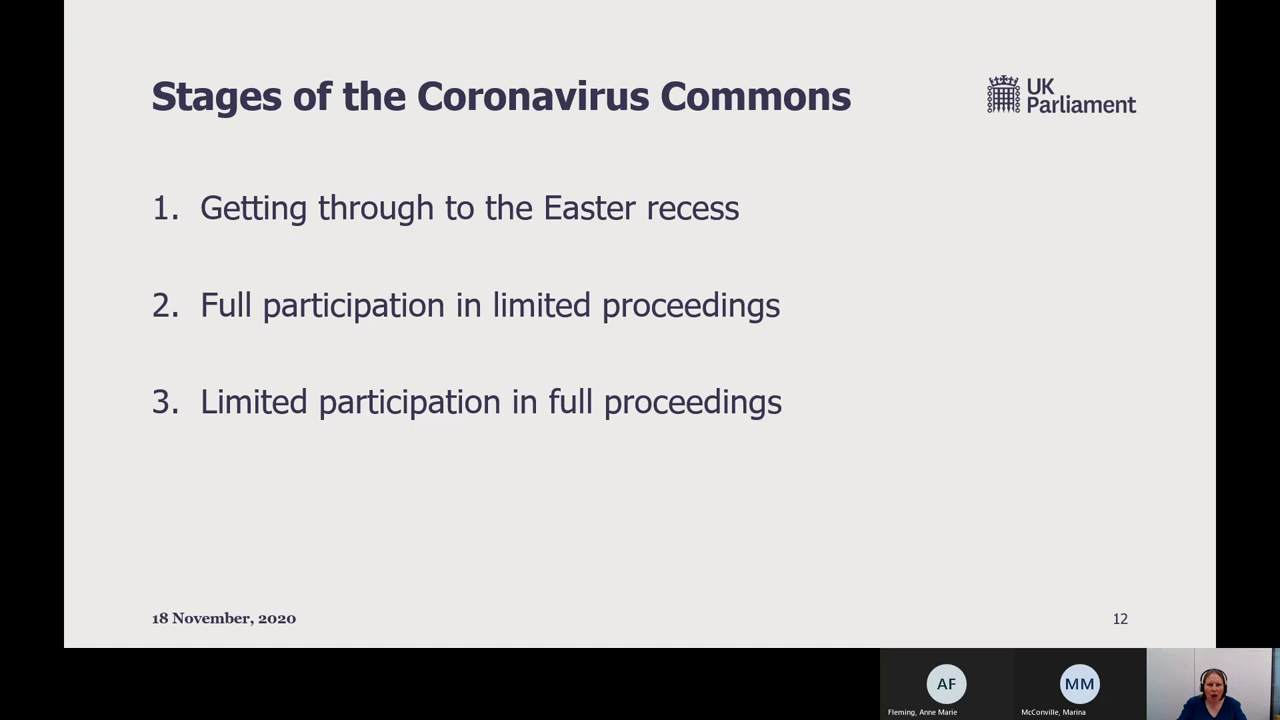 Stages of the Coronavirus Commons
UK
Parliament
1. Getting through to the Easter recess
2. Full participation in limited proceedings
3. Limited participation in full proceedings
18 November, 2020
12
AF
MM
Fleming, Anne Marie
McConville, Marina